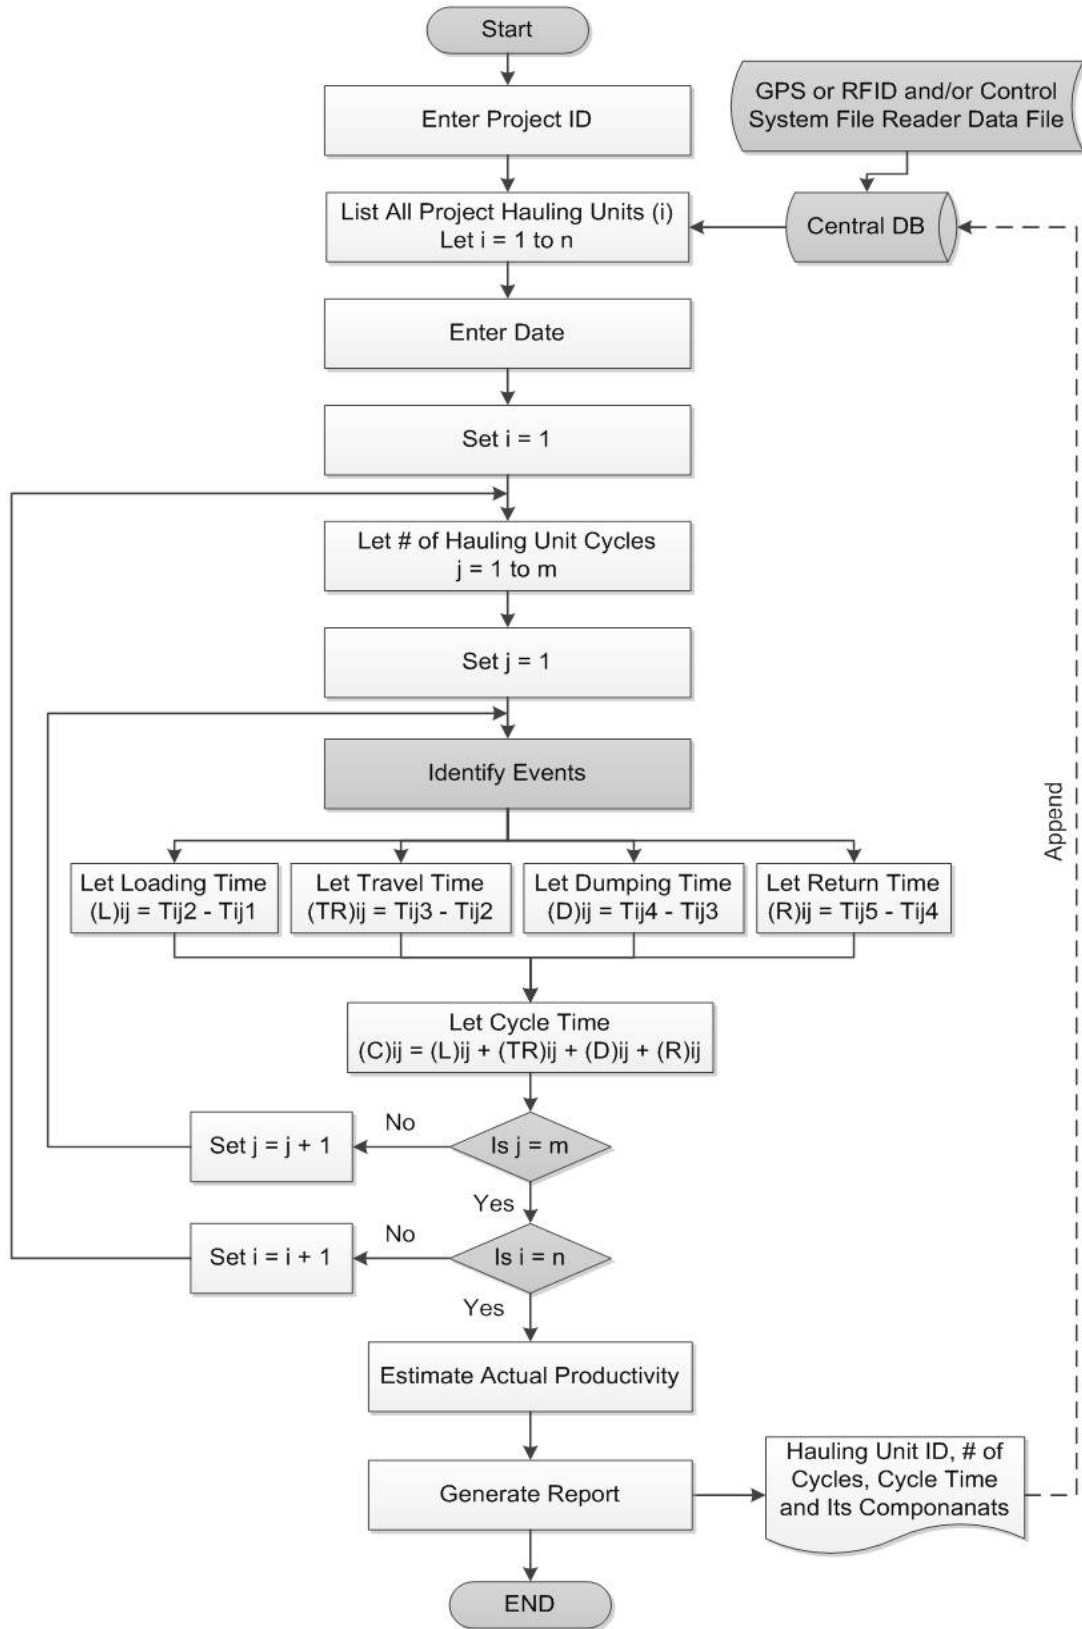 Start
GPS or RFID and/or Control
System File Reader Data File
Enter Project ID
List All Project Hauling Units (i)
Let i = 1 to n
Central DB
Enter Date
Set i = 1
Let # of Hauling Unit Cycles
j = 1 to m
Set j = 1
Identify Events
Append
Let Loading Time
(L)ij = Tij2 - Tij1
Let Travel Time
(TR)ij = Tij3 - Tij2
Let Dumping Time
(D)ij = Tij4 - Tij3
Let Return Time
(R)ij = Tij5 - Tij4
Let Cycle Time
(C)ij = (L)ij + (TR)ij + (D)ij + (R)ij
Set j = j + 1
No
Is j = m
Yes
Set i = i + 1
No
Is i = n
Yes
Estimate Actual Productivity
Generate Report
Hauling Unit ID, # of
Cycles, Cycle Time
and Its Componanats
END